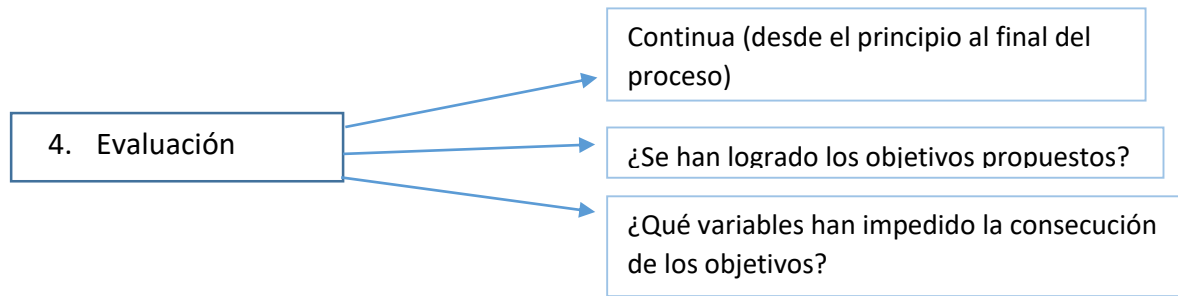 Continua (desde el principio al final del
proceso)
4. Evaluación
¿Se han logrado los objetivos propuestos?
¿Qué variables han impedido la consecución
de los objetivos?